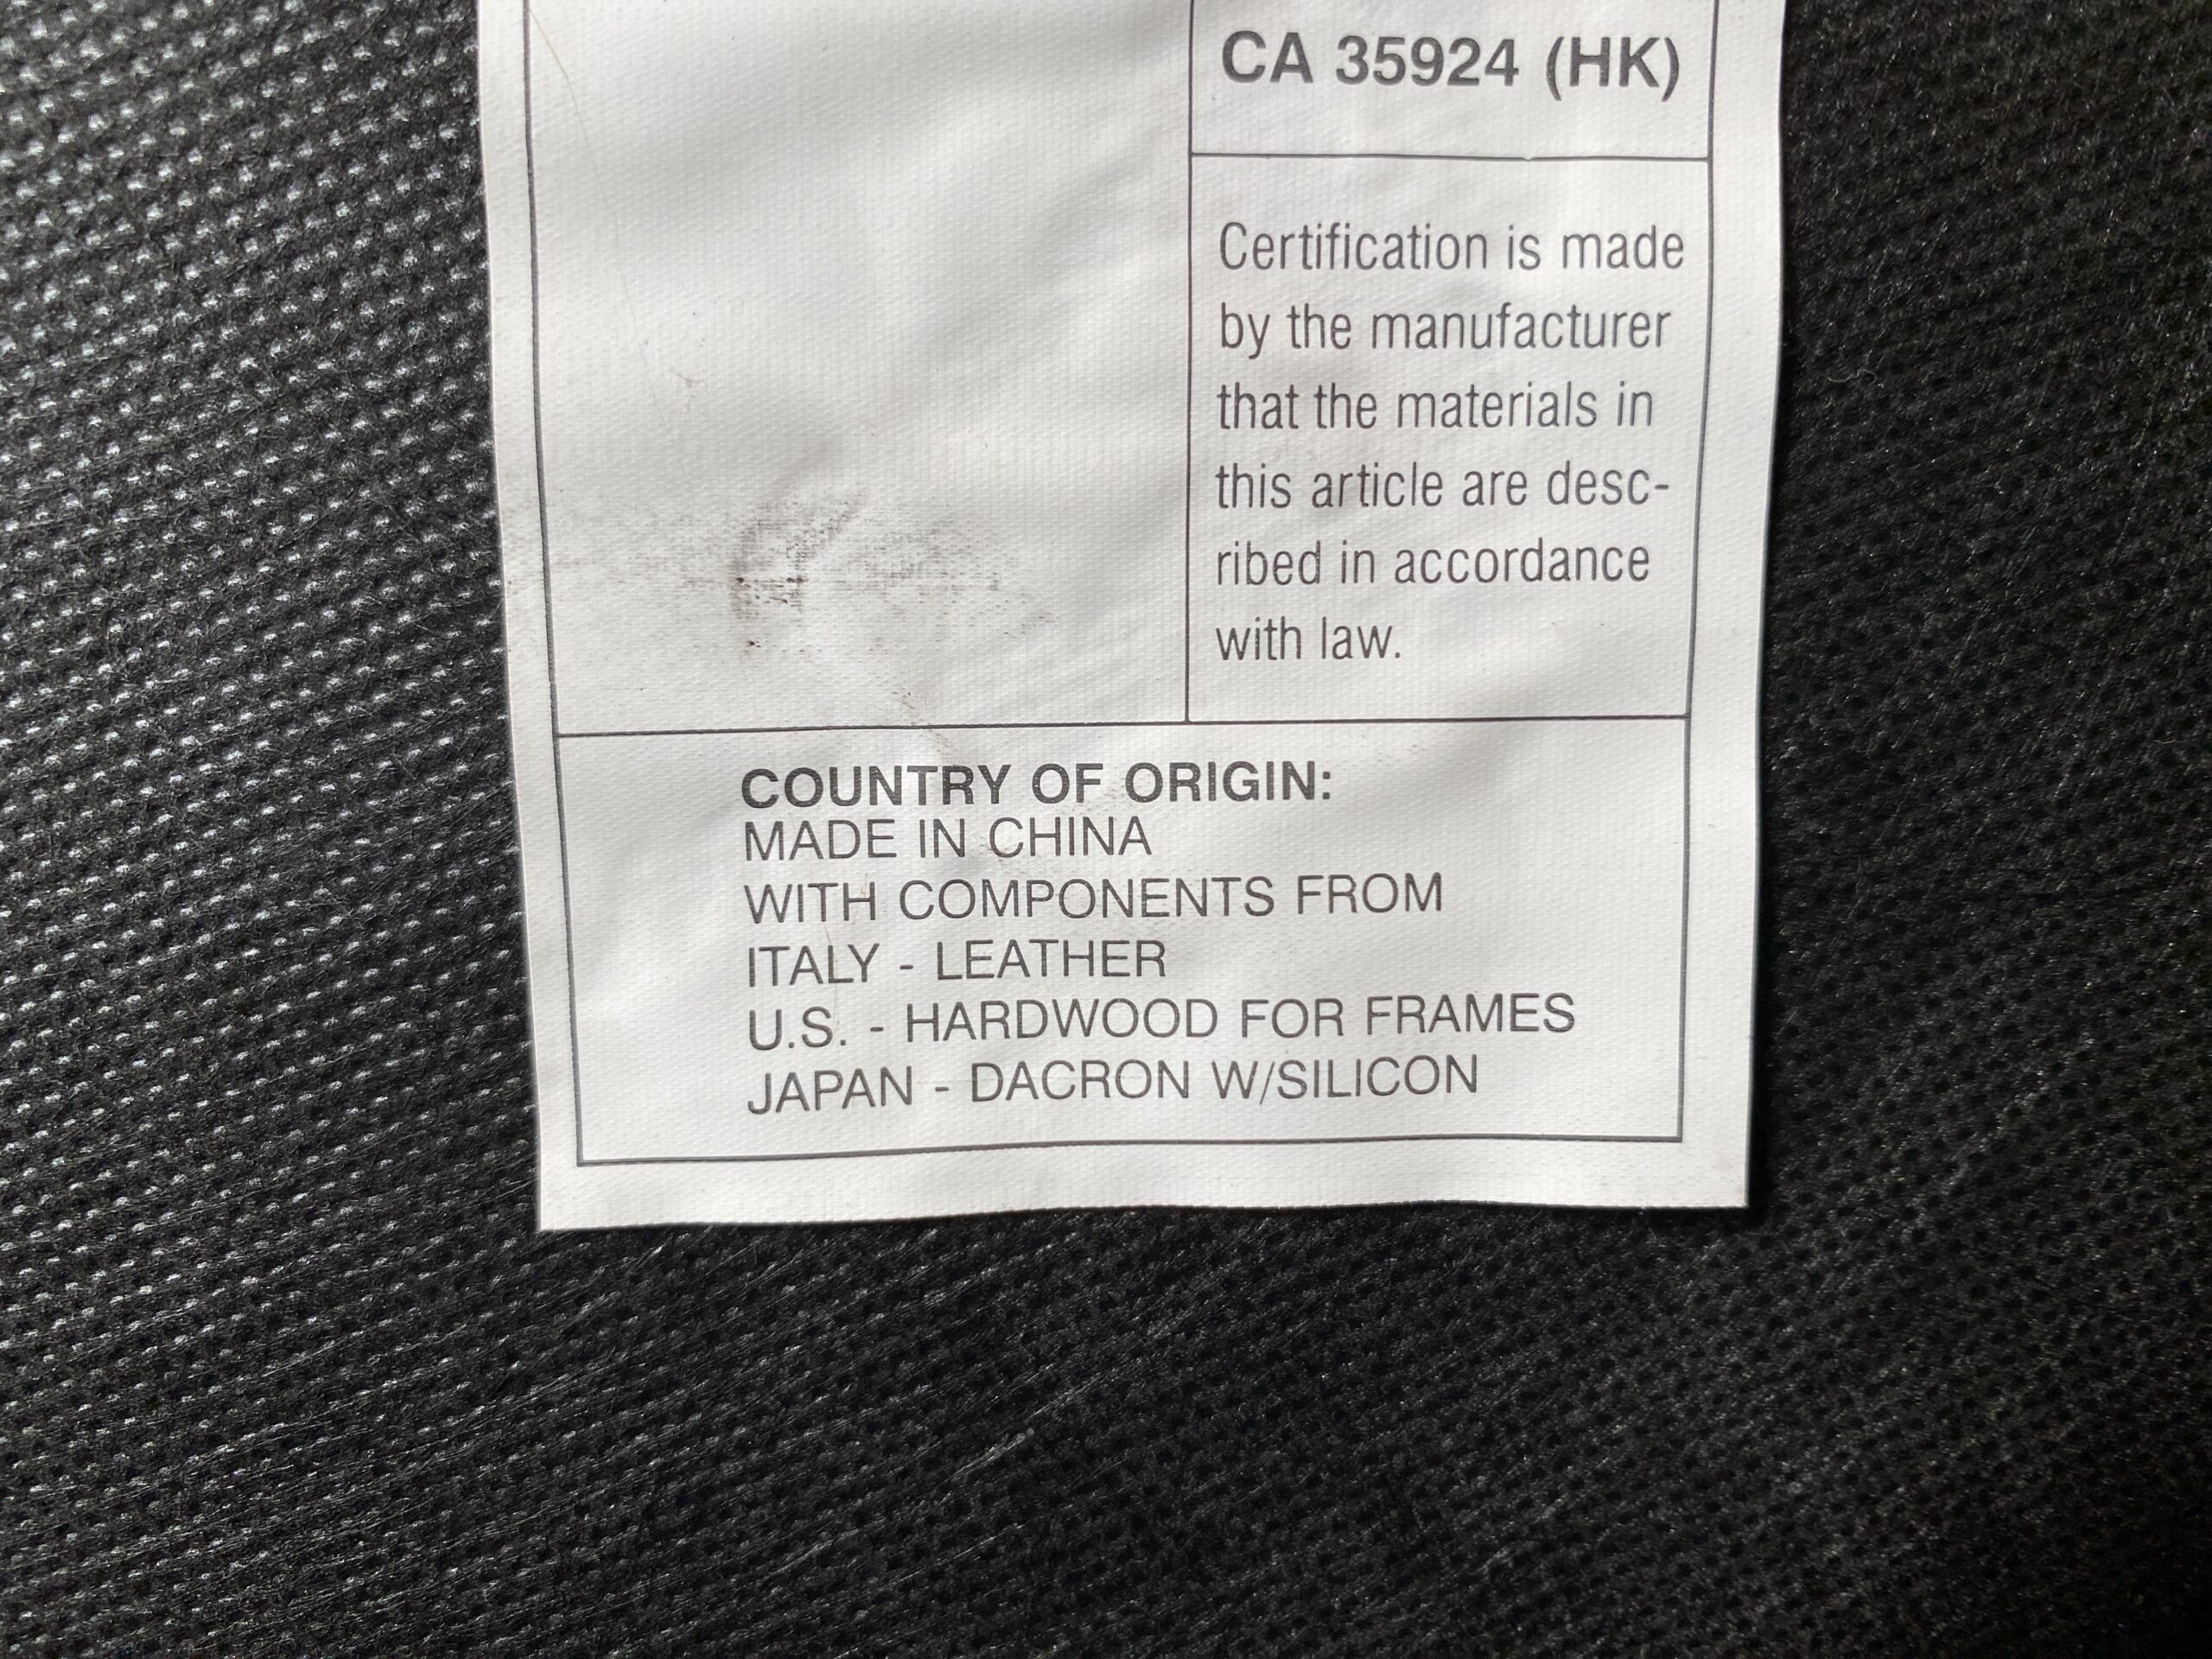 CA 35924 (HK)
Certification is made
by the manufacturer
that the materials in
this article are desc-
ribed in accordance
with law.
COUNTRY OF ORIGIN:
MADE IN CHINA
WITH COMPONENTS FROM
ITALY - LEATHER
U.S. - HARDWOOD FOR FRAMES
JAPAN - DACRON W/SILICON